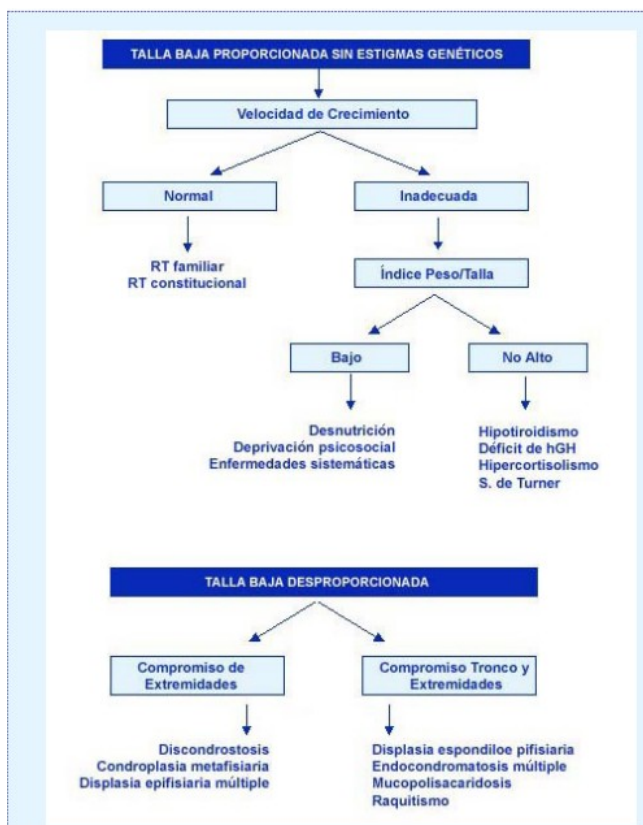 TALLA BAJA PROPORCIONADA SIN ESTIGMAS GENÉTICOS
Velocidad de Crecimiento
Normal
Inadecuada
RT familiar
RT constitucional
Índice Peso/Talla
Bajo
No Alto
Desnutrición
Deprivación psicosocial
Enfermedades sistemáticas
Hipotiroidismo
Déficit de hGH
Hipercortisolismo
S. de Turner
TALLA BAJA DESPROPORCIONADA
Compromiso de
Extremidades
Compromiso Tronco y
Extremidades
Discondrostosis
Condroplasia metafisiaria
Displasia epifisiaria múltiple
Displasia espondiloe pifisiaria
Endocondromatosis múltiple
Mucopolisacaridosis
Raquitismo